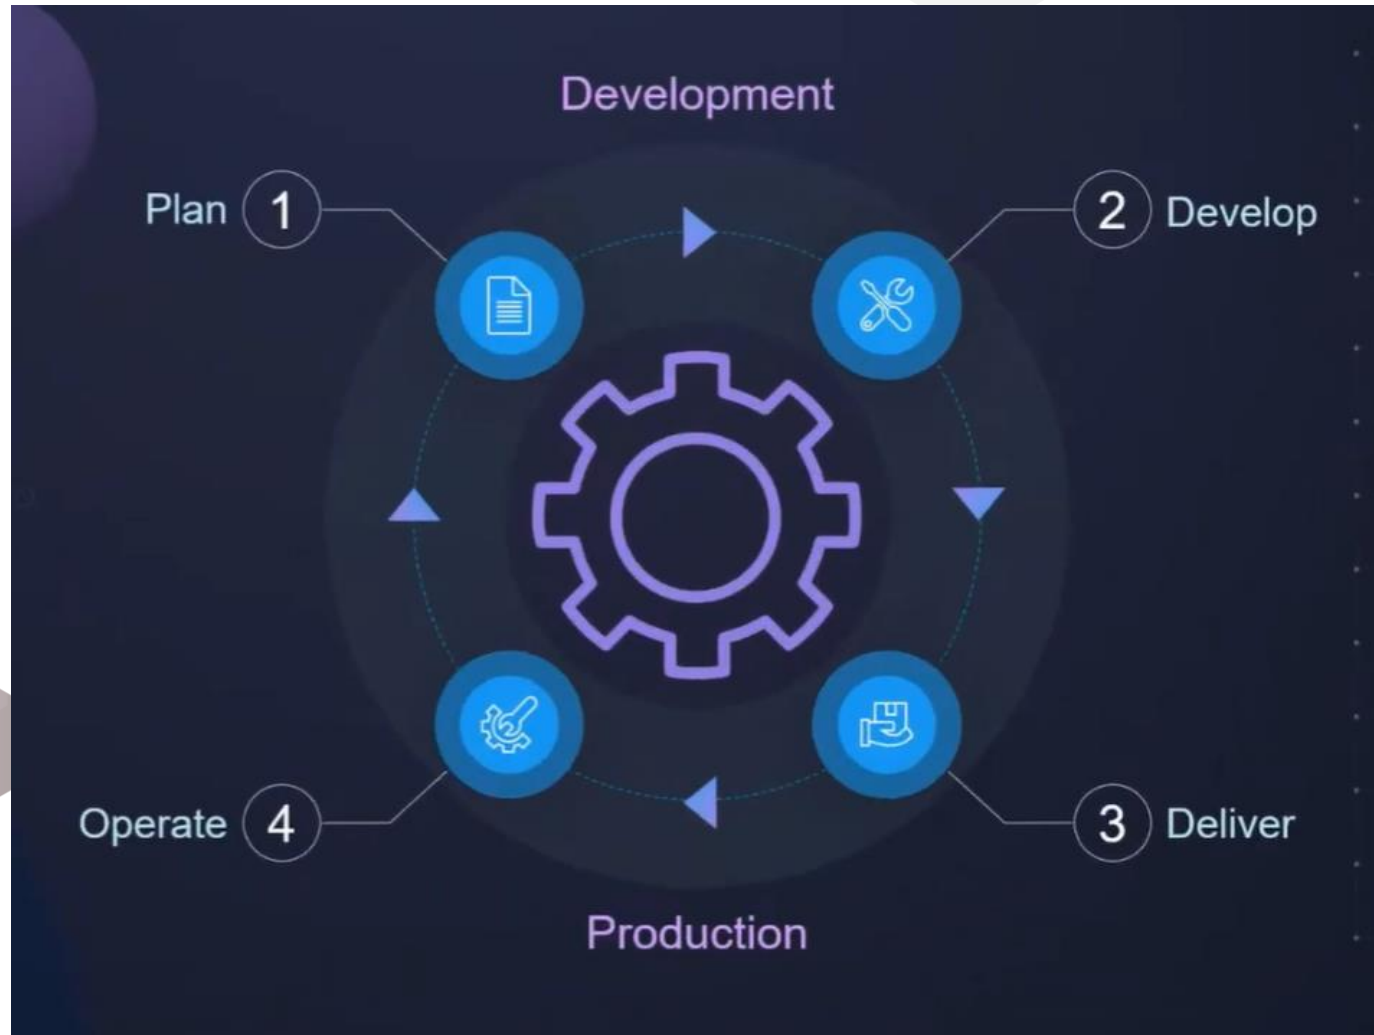 Development
Plan 1
2 Develop
Operate 4
3 Deliver
Production